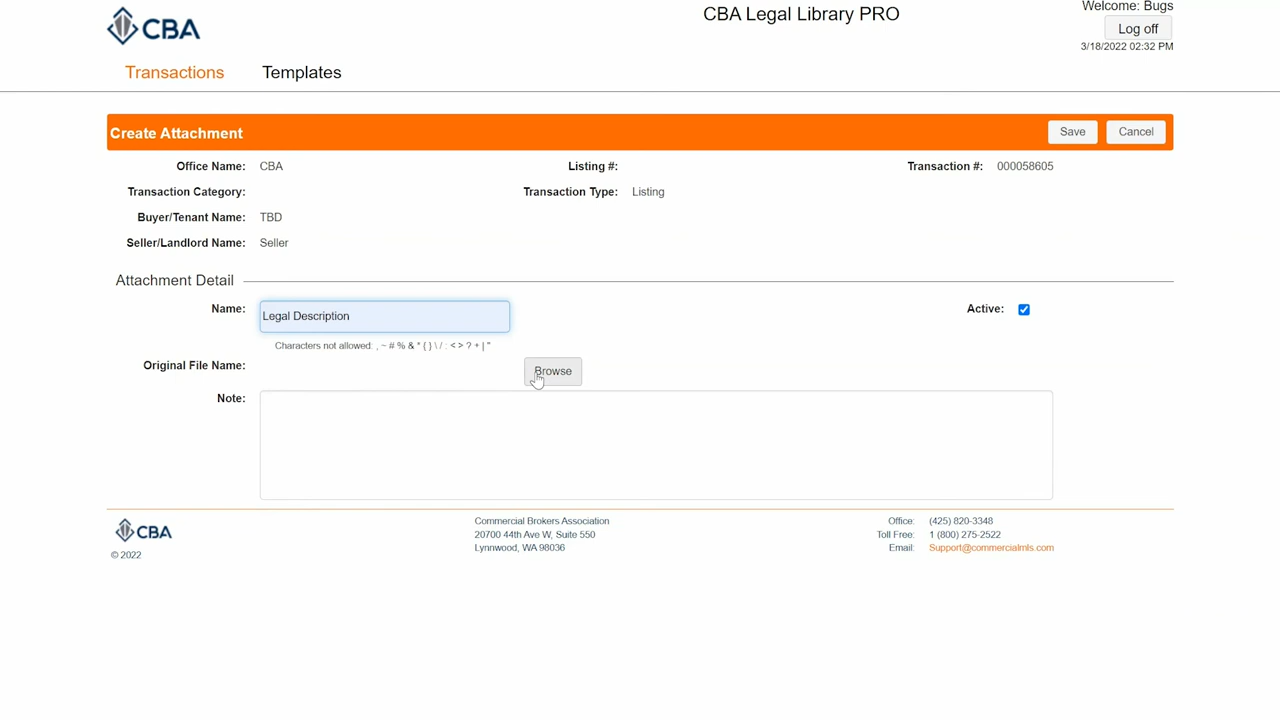 CBA
CBA Legal Library PRO
Welcome: Bugs
Log off
3/18/2022 02:32 PM
Transactions Templates
Create Attachment Save Cancel
Office Name: CBA Listing #: Transaction #: 000058605
Transaction Category: Transaction Type: Listing
Buyer/Tenant Name: TBD
Seller/Landlord Name: Seller
Attachment Detail
Name: Legal Description Active:
Characters not allowed: , ~ # % & * { } \ / : < > ? + | "
Original File Name: Browse
Note:
CBA
© 2022
Commercial Brokers Association
20700 44th Ave W, Suite 550
Lynnwood, WA 98036
Office: (425) 820-3348
Toll Free: 1 (800) 275-2522
Email: Support@commercialmls.com